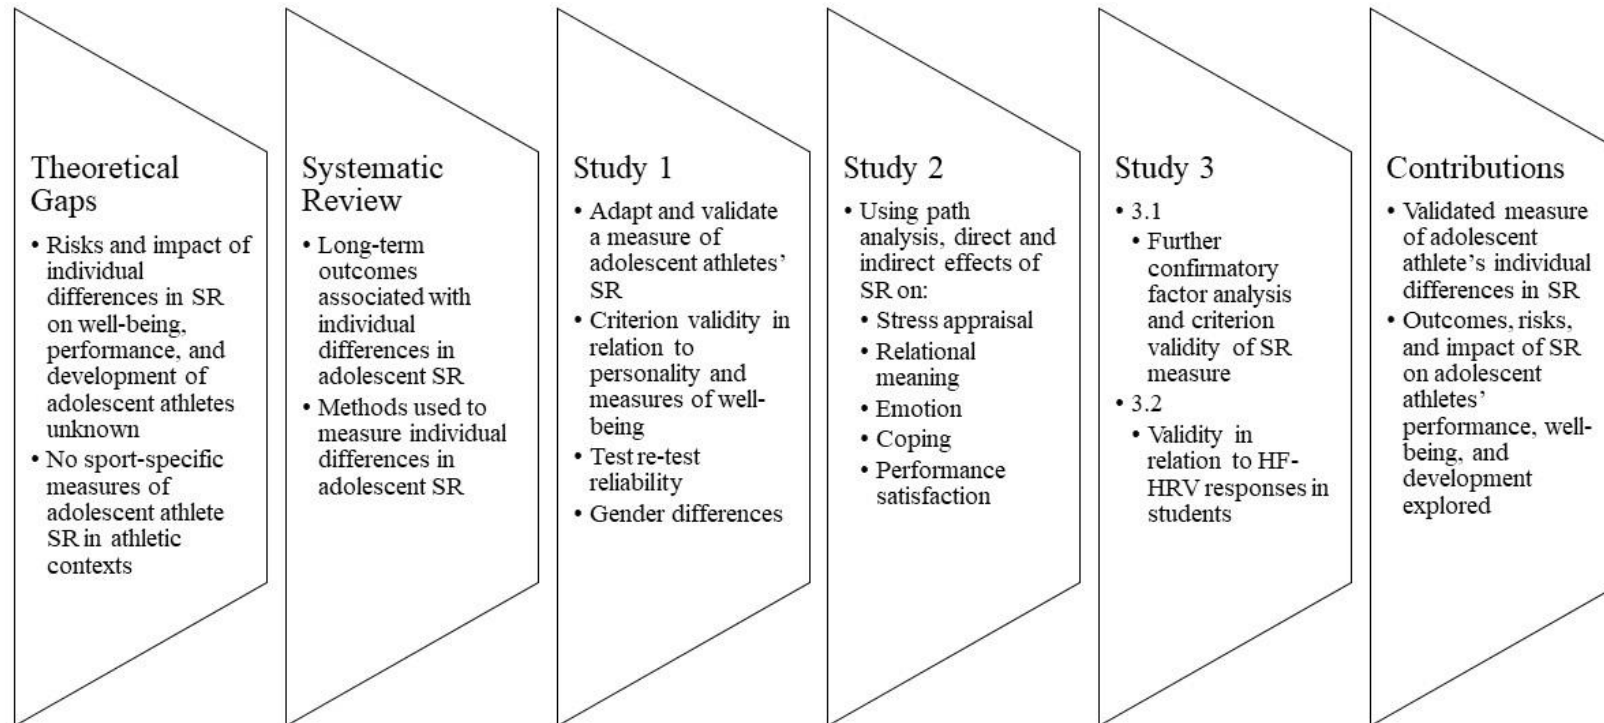 Theoretical
Gaps
• Risks and impact of
individual
differences in SR
on well-being,
performance, and
development of
adolescent athletes
unknown
• No sport-specific
measures of
adolescent athlete
SR in athletic
contexts
Systematic
Review
• Long-term
outcomes
associated with
individual
differences in
adolescent SR
• Methods used to
measure individual
differences in
adolescent SR
Study 1
• Adapt and validate
a measure of
adolescent athletes’
SR
• Criterion validity in
relation to
personality and
measures of well-
being
• Test re-test
reliability
• Gender differences
Study 2
• Using path
analysis, direct and
indirect effects of
SR on:
• Stress appraisal
• Relational
meaning
• Emotion
• Coping
• Performance
satisfaction
Study 3
• 3.1
• Further
confirmatory
factor analysis
and criterion
validity of SR
measure
• 3.2
• Validity in
relation to HF-
HRV responses in
students
Contributions
• Validated measure
of adolescent
athlete’s individual
differences in SR
• Outcomes, risks,
and impact of SR
on adolescent
athletes’
performance, well-
being, and
development
explored